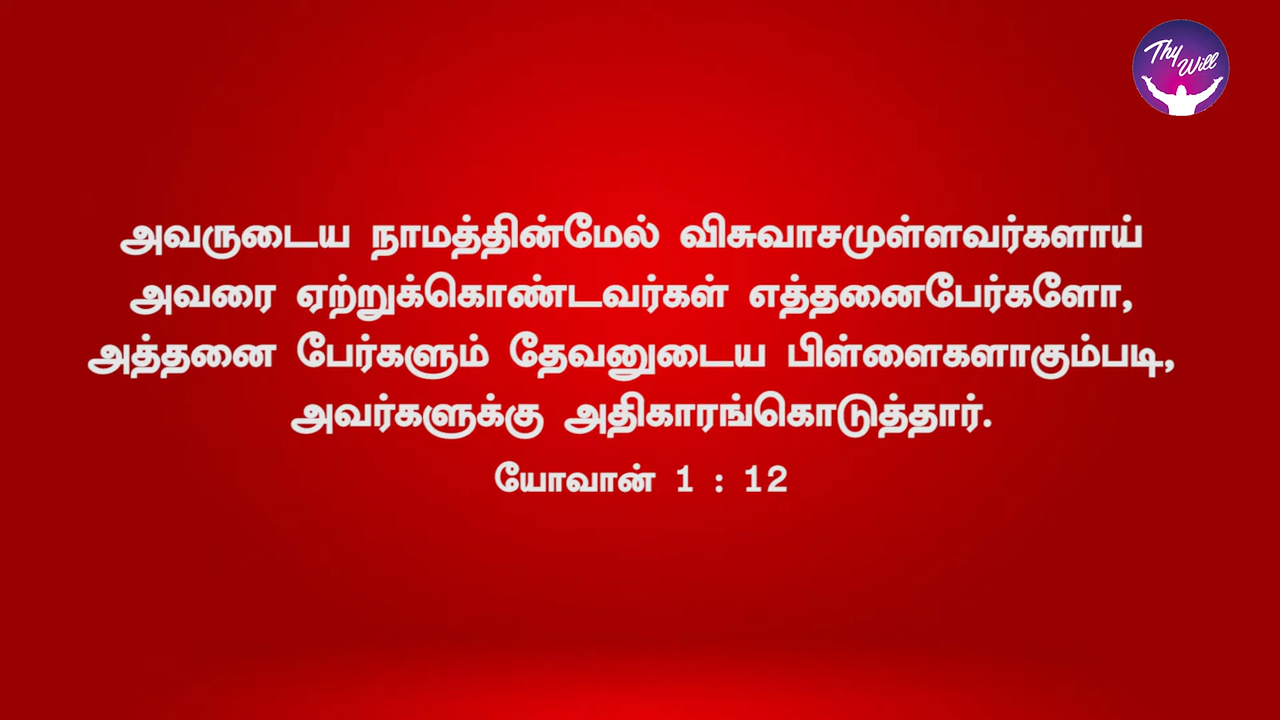 Thy Will
அவருடைய நாமத்தின்மேல் விசுவாசமுள்ளவர்களாய்
அவரை ஏற்றுக்கொண்டவர்கள் எத்தனைபேர்களோ,
அத்தனை பேர்களும் தேவனுடைய பிள்ளைகளாகும்படி,
அவர்களுக்கு அதிகாரங்கொடுத்தார்.
யோவான் 1 : 12